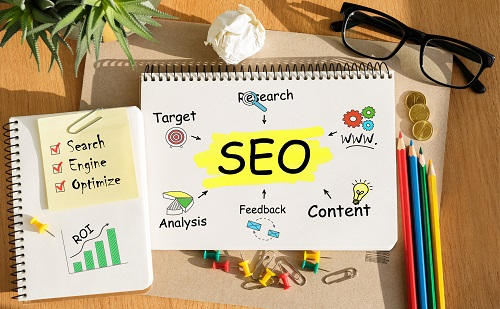 Search
Engine
Optimize
ROI
Research
Target
WWW.
SEO
Analysis
Feedback
Content